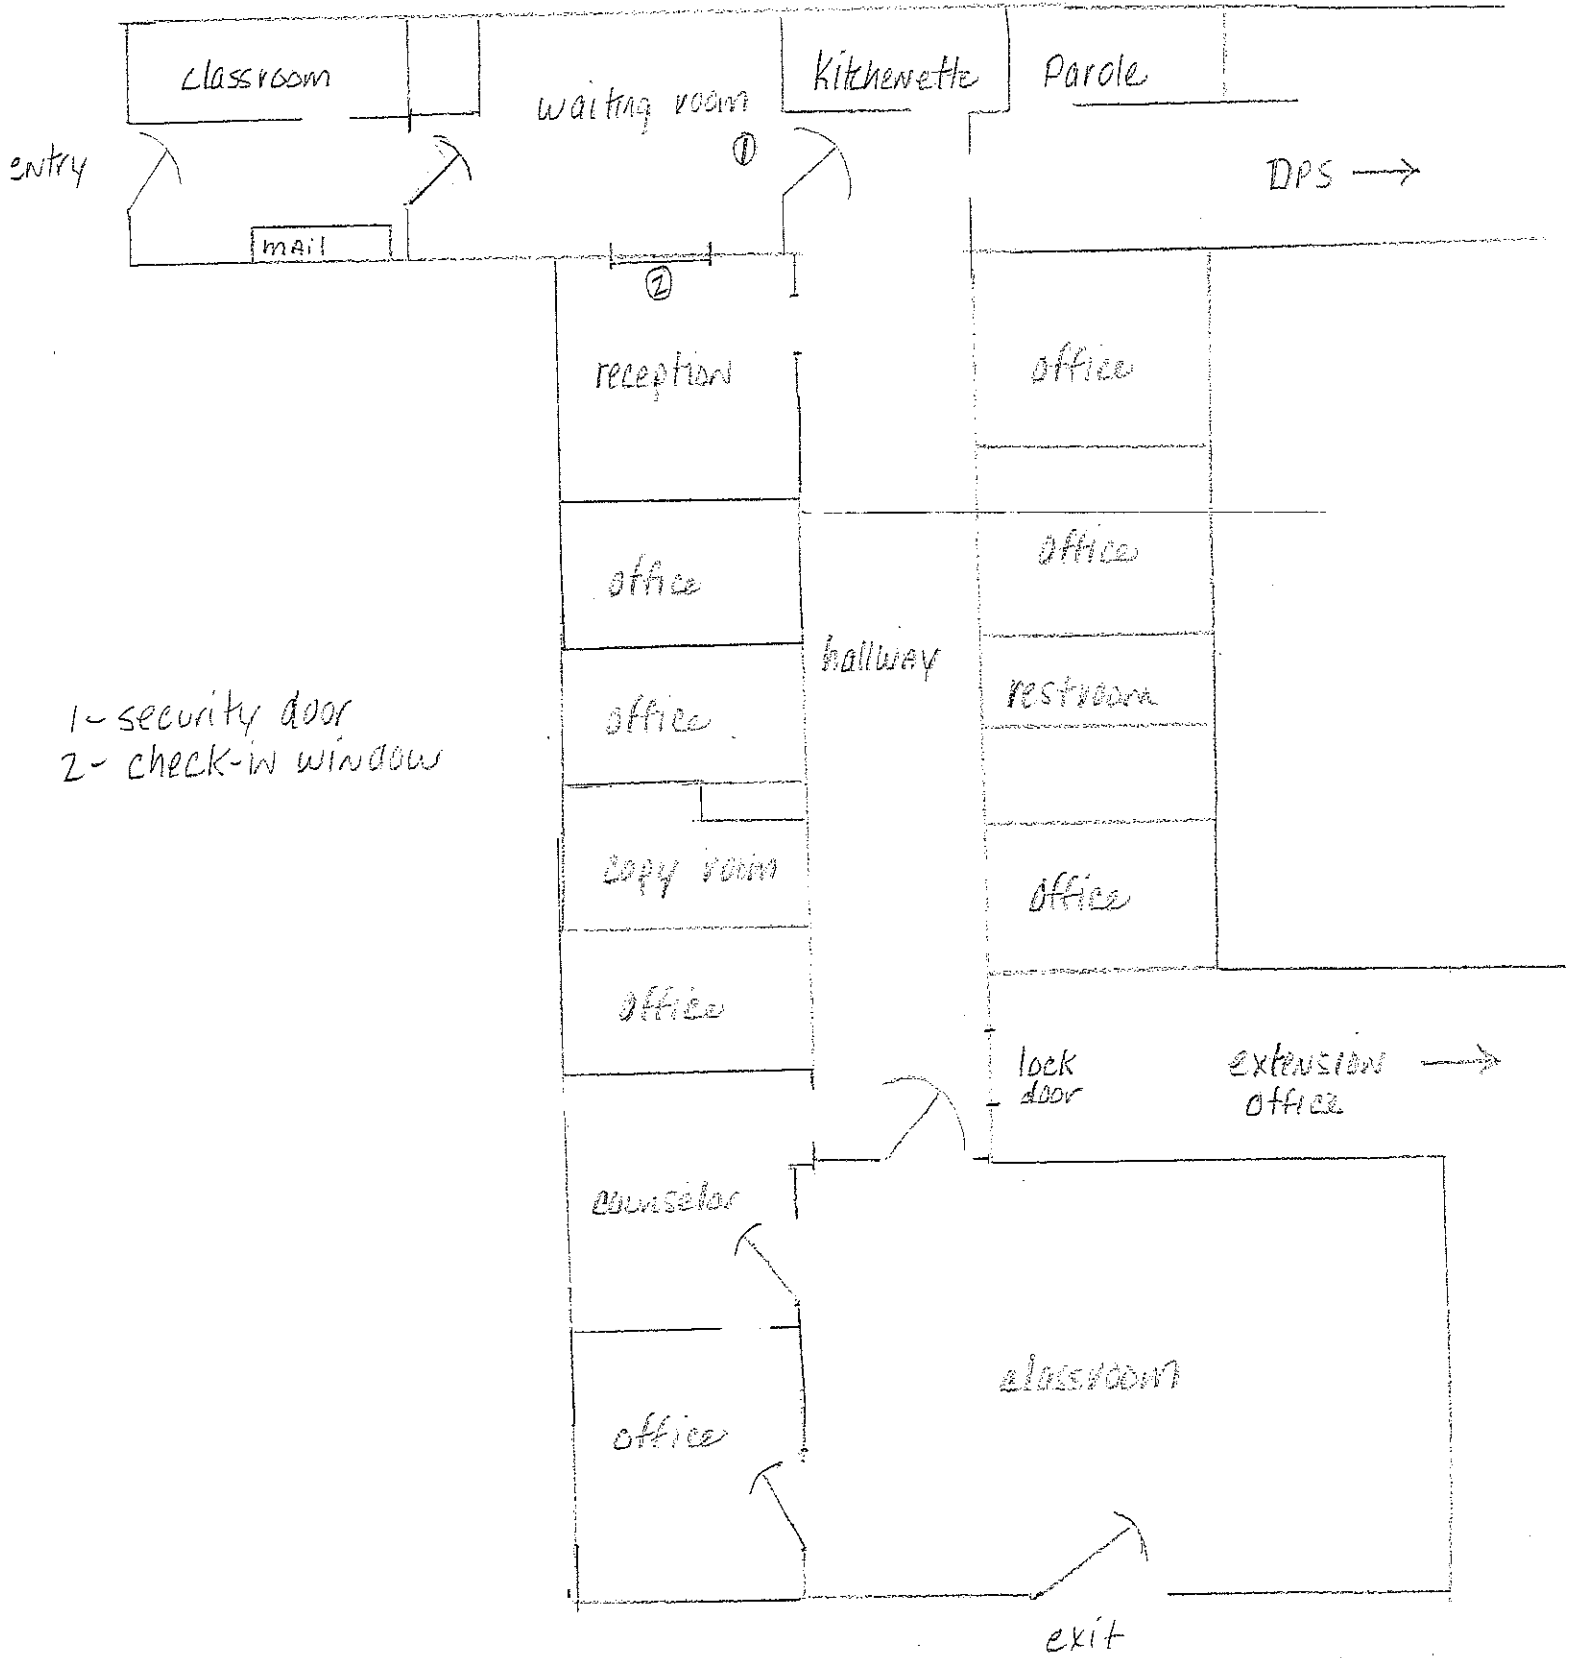 classroom
waiting room
Kitchenette
Parole
entry
1
DPS
mail
2
reception
office
office
office
hallway
office
restroom
1- security door
2- check-in window
copy room
office
office
lock
door
extension
office
counselor
classroom
office
exit